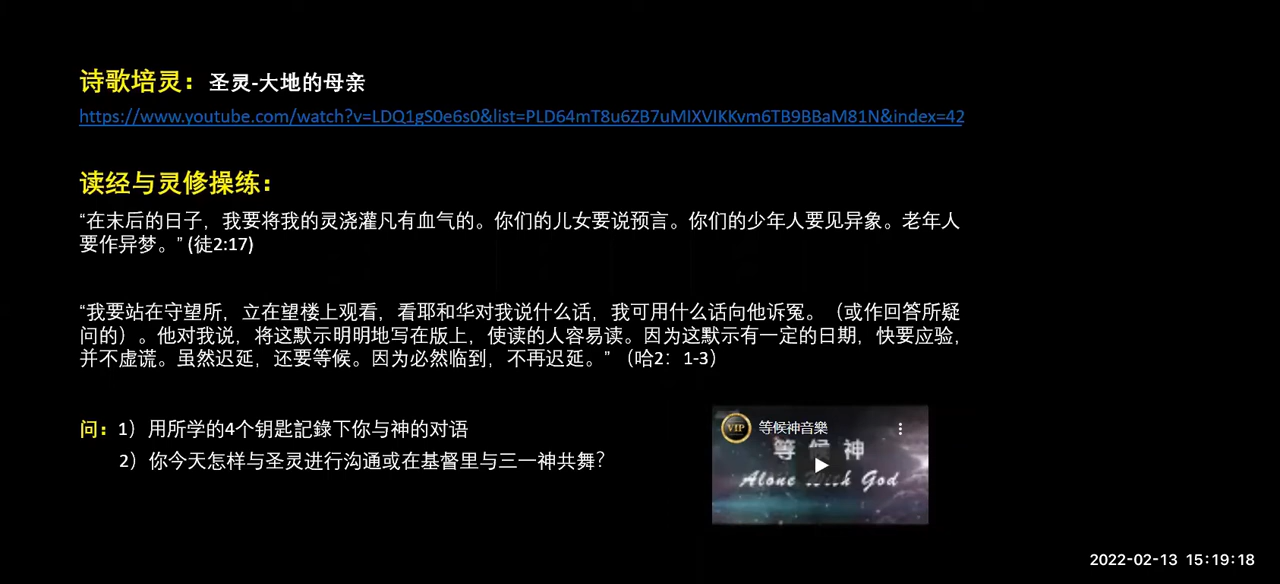 诗歌培灵：圣灵-大地的母亲
https://www.youtube.com/watch?v=LDQ1gS0e6s0&list=PLD64mT8u6ZB7uMIXVIKKvm6TB9BBaM81N&index=42
读经与灵修操练：
“在末后的日子，我要将我的灵浇灌凡有血气的。你们的儿女要说预言。你们的少年人要见异象。老年人
要作异梦。” (徒2:17)
“我要站在守望所，立在望楼上观看，看耶和华对我说什么话，我可用什么话向他诉冤。（或作回答所疑
问的）。他对我说，将这默示明明地写在版上，使读的人容易读。因为这默示有一定的日期，快要应验，
并不虚谎。虽然迟延，还要等候。因为必然临到，不再迟延。”（哈2：1-3）
问：1）用所学的4个钥匙記錄下你与神的对语
2）你今天怎样与圣灵进行沟通或在基督里与三一神共舞？
VIP 等候神音樂
等候神
Alone With God
2022-02-13 15:19:18